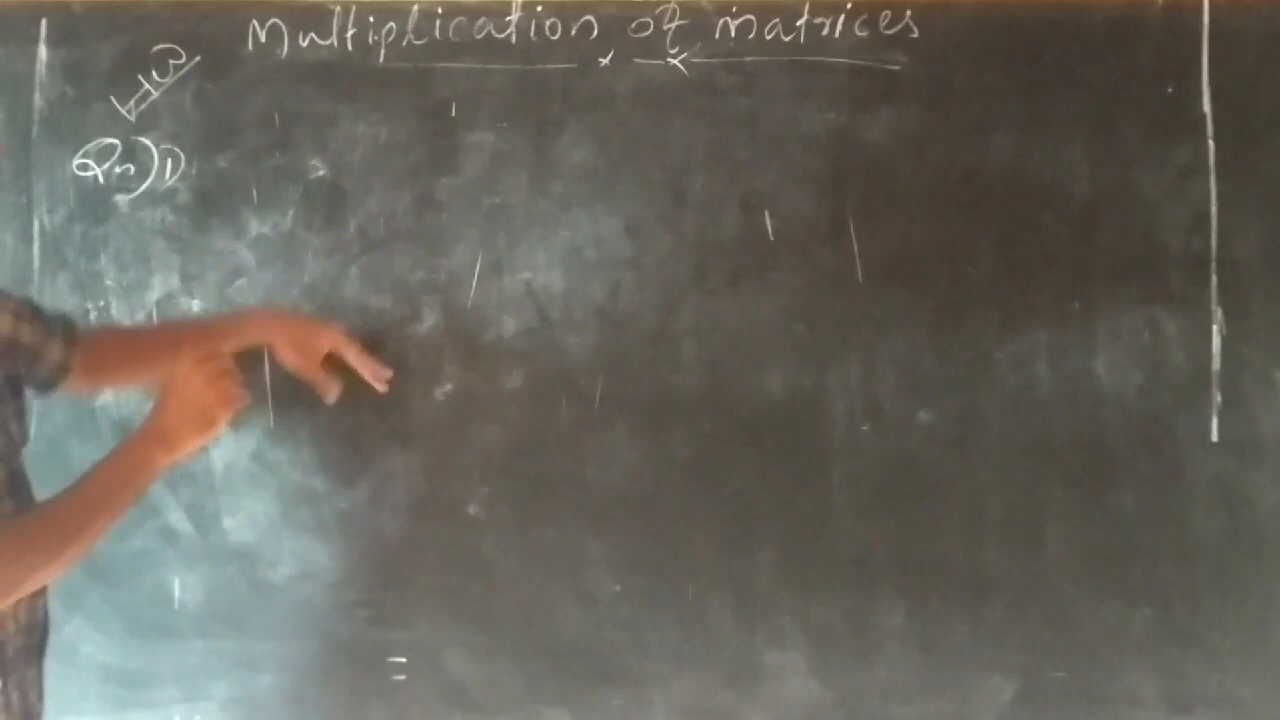 Multiplication of matrices
HW
Qn) 1)
=